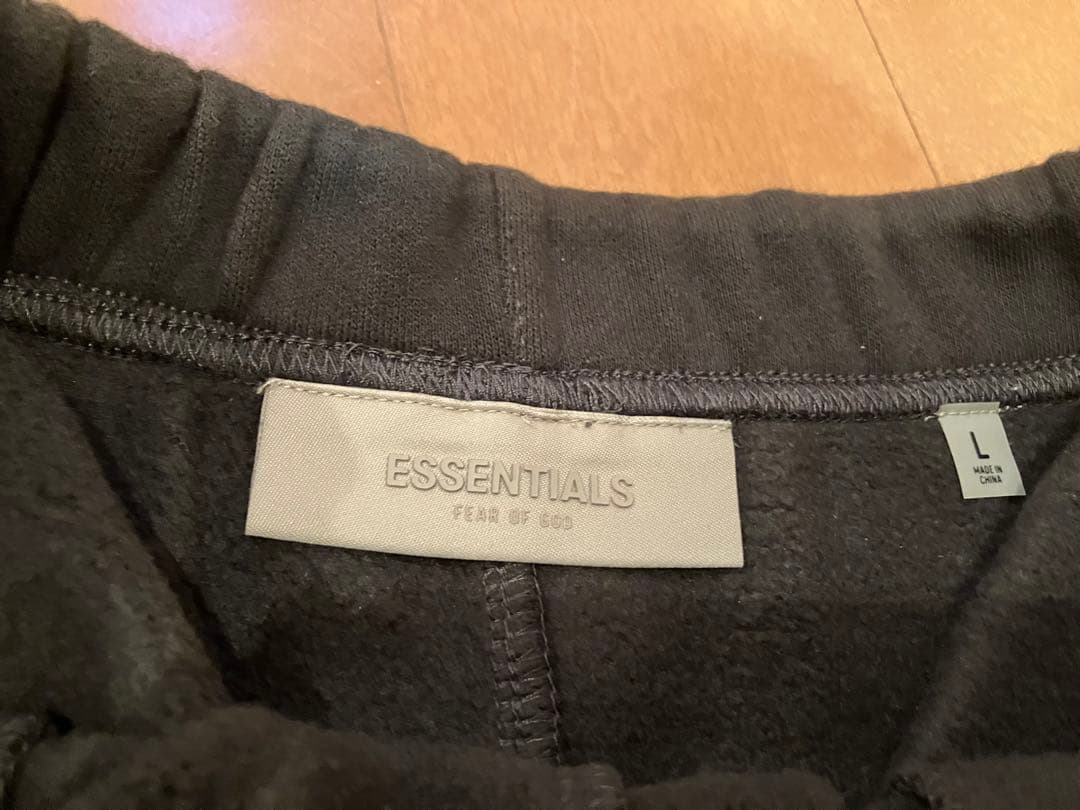 ESSENTIALS
FEAR OF GOD
L
MADE IN
CHINA